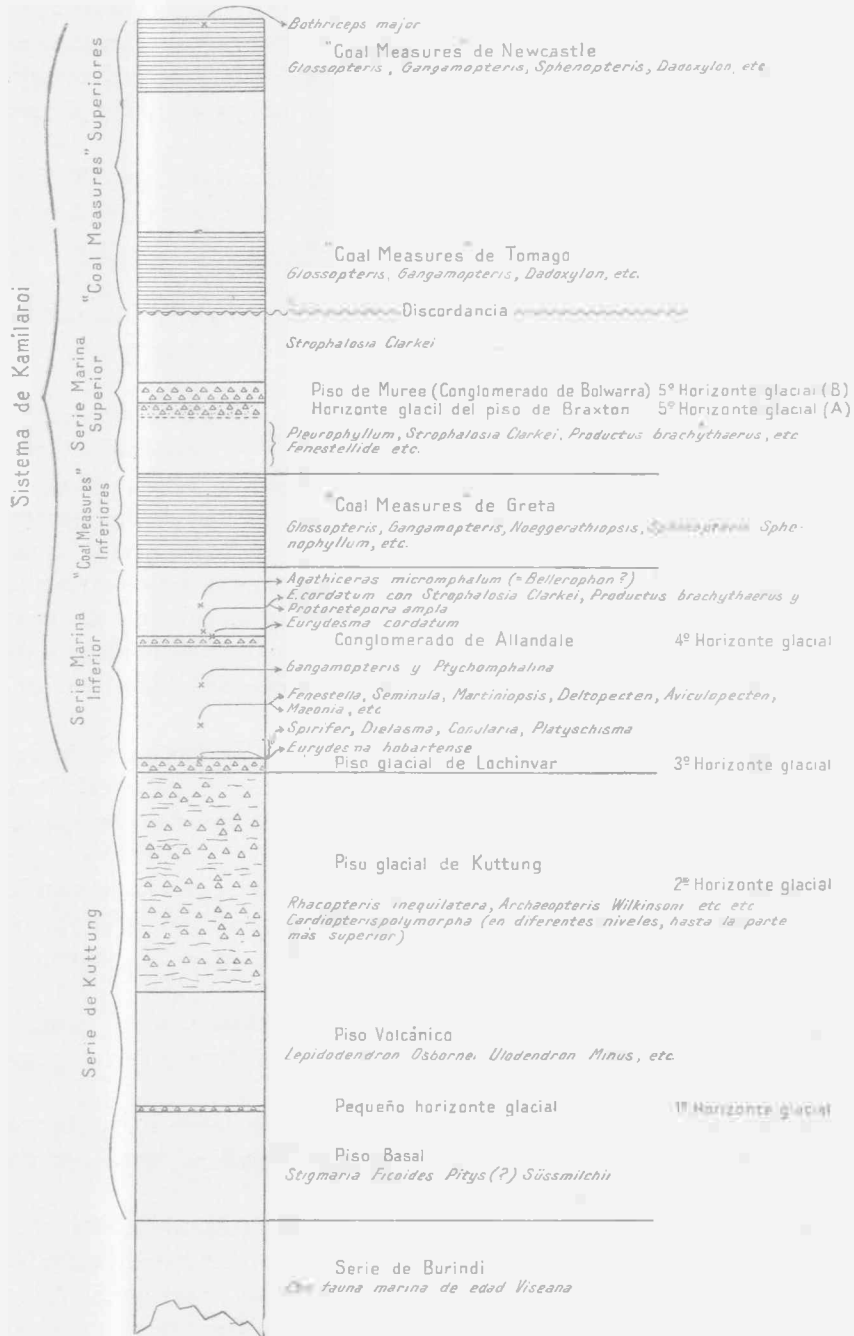 Bothriceps major
"Coal Measures" de Newcastle
Glossopteris, Gangamopteris, Sphenopteris, Dadoxylon, etc
"Coal Measures" Superiores
"Coal Measures" de Tomago
Glossopteris, Gangamopteris, Dadoxylon, etc.
Discordancia
Sistema de Kamilaroi
Serie Marina
Superior
Strophalosia Clarkei
Piso de Muree (Conglomerado de Bolwarra) 5º Horizonte glacial (B)
Horizonte glacil del piso de Braxton 5º Horizonte glacial (A)
Pleurophyllum, Strophalosia Clarkei, Productus brachythaerus, etc
Fenestellide etc.
"Coal Measures"
Inferiores
"Coal Measures" de Greta
Glossopteris, Gangamopteris, Noeggerathiopsis, Sphe-
nophyllum, etc.
Serie Marina
Inferior
Agathiceras micromphalum (= Bellerophon ?)
E. cordatum con Strophalosia Clarkei, Productus brachythaerus y
Protoretepora ampla
Eurydesma cordatum
Conglomerado de Allandale 4º Horizonte glacial
Gangamopteris y Ptychomphalina
Fenestella, Seminula, Martiniopsis, Deltopecten, Aviculopecten,
Maeonia, etc
Spirifer, Dielasma, Conularia, Platyschisma
Eurydesna hobartense
Piso glacial de Lochinvar 3º Horizonte glacial
Serie de Kuttung
Piso glacial de Kuttung
2º Horizonte glacial
Rhacopteris inequilatera, Archaeopteris Wilkinsoni etc etc
Cardiopterispolymorpha (en diferentes niveles, hasta la parte
más superior)
Piso Volcánico
Lepidodendron Osbornei Ulodendron Minus, etc.
Pequeño horizonte glacial 1º Horizonte glacial
Piso Basal
Stigmaria Ficoides Pitys (?) Süssmilchii
Serie de Burindi
fauna marina de edad Viseana